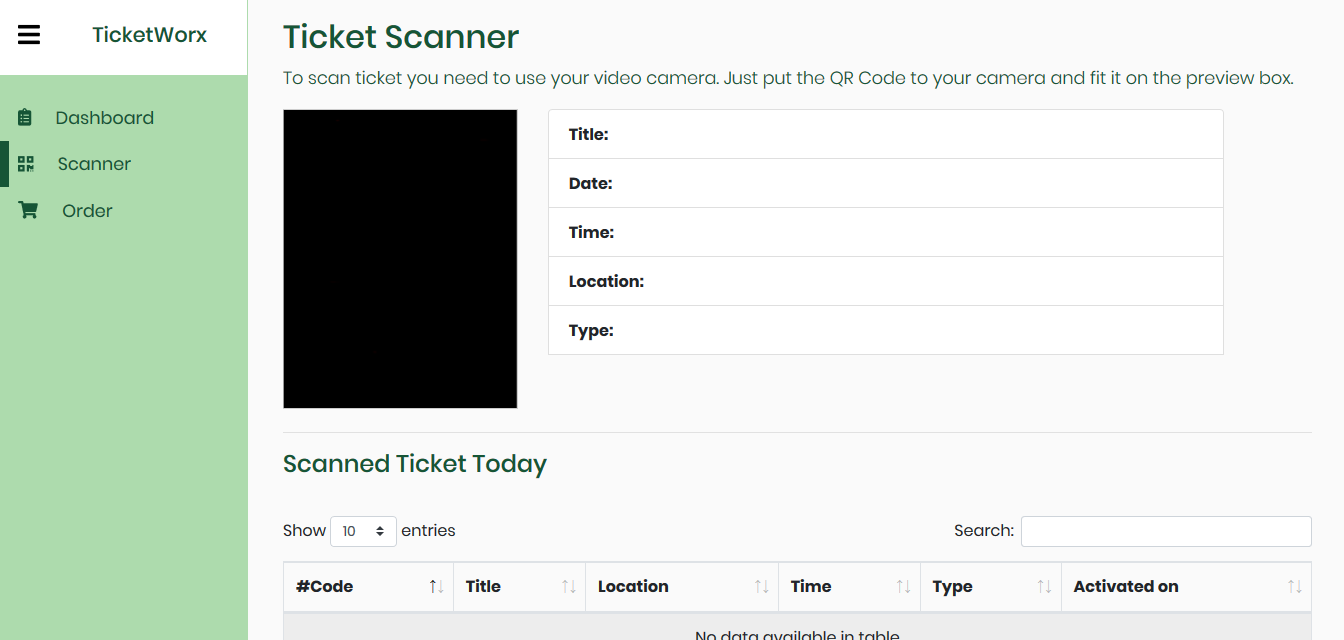 TicketWorx
Dashboard
Scanner
Order
Ticket Scanner
To scan ticket you need to use your video camera. Just put the QR Code to your camera and fit it on the preview box.
Title:
Date:
Time:
Location:
Type:
Scanned Ticket Today
Show 10 entries
Search:
#Code Title Location Time Type Activated on
No data available in table